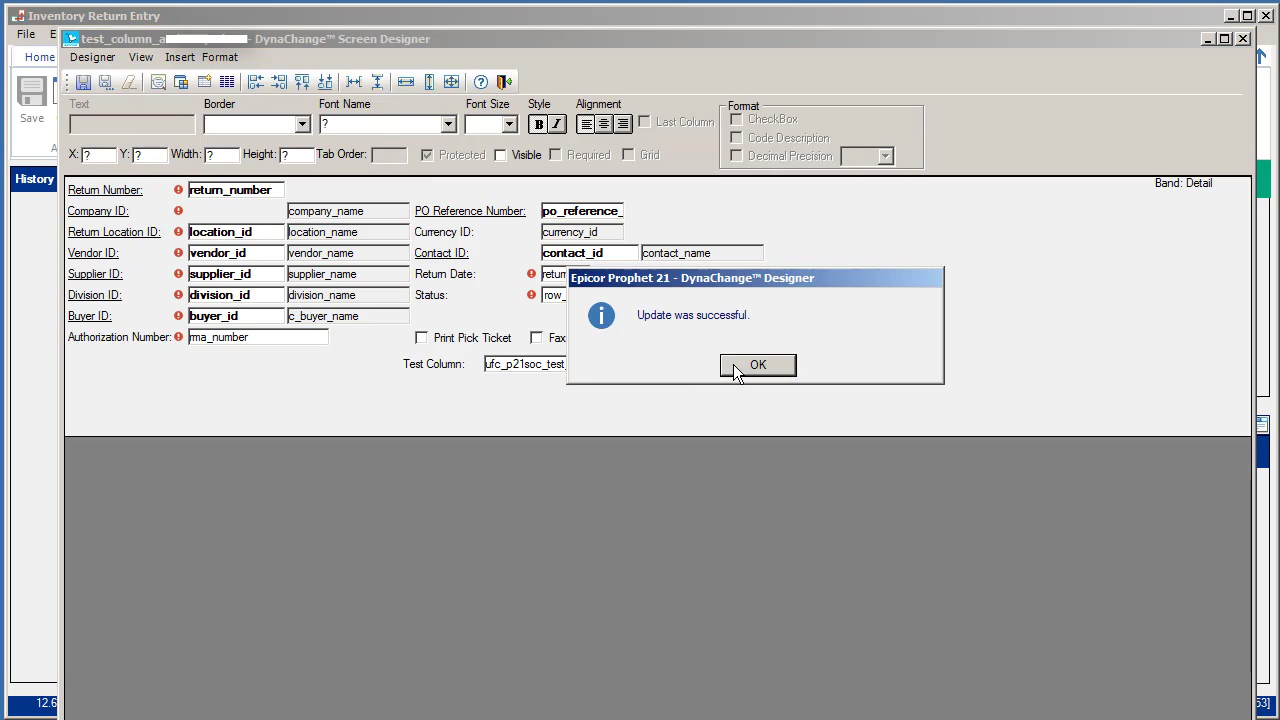 Inventory Return Entry
File
test_column_a - DynaChange™ Screen Designer
Designer View Insert Format
Home
Save
Text Border Font Name Font Size Style Alignment Format
? B I Last Column CheckBox
Code Description
X: ? Y: ? Width: ? Height: ? Tab Order: Protected Visible Required Grid Decimal Precision
History
Band: Detail
Return Number: return_number
Company ID: company_name PO Reference Number: po_reference_
Return Location ID: location_id location_name Currency ID: currency_id
Vendor ID: vendor_id vendor_name Contact ID: contact_id contact_name
Supplier ID: supplier_id supplier_name Return Date: return
Division ID: division_id division_name Status: row_
Buyer ID: buyer_id c_buyer_name
Authorization Number: rma_number Print Pick Ticket Fax
Test Column: ufc_p21soc_test_
Epicor Prophet 21 - DynaChange™ Designer
Update was successful.
OK
12.6
53]